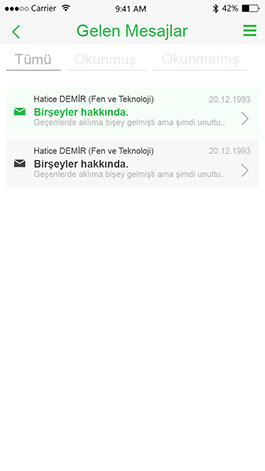 Carrier 9:41 AM 42%
Gelen Mesajlar
Tümü Okunmuş Okunmamış
Hatice DEMİR (Fen ve Teknoloji) 20.12.1993
Birşeyler hakkında.
Geçenlerde aklıma bişey gelmişti ama şimdi unuttu..
Hatice DEMİR (Fen ve Teknoloji) 20.12.1993
Birşeyler hakkında.
Geçenlerde aklıma bişey gelmişti ama şimdi unuttu..